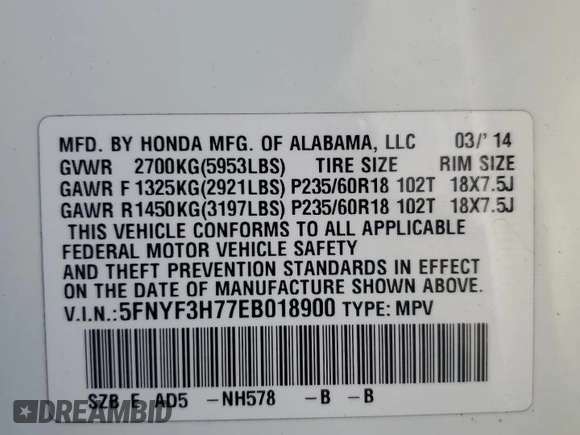 MFD. BY HONDA MFG. OF ALABAMA, LLC 03/'14
GVWR 2700KG(5953LBS) TIRE SIZE RIM SIZE
GAWR F 1325KG(2921LBS) P235/60R18 102T 18X7.5J
GAWR R 1450KG(3197LBS) P235/60R18 102T 18X7.5J
THIS VEHICLE CONFORMS TO ALL APPLICABLE
FEDERAL MOTOR VEHICLE SAFETY
AND THEFT PREVENTION STANDARDS IN EFFECT
ON THE DATE OF MANUFACTURE SHOWN ABOVE.
V.I.N.: 5FNYF3H77EB018900 TYPE: MPV
SZB E AD5 -NH578 -B -B
DREAMBID